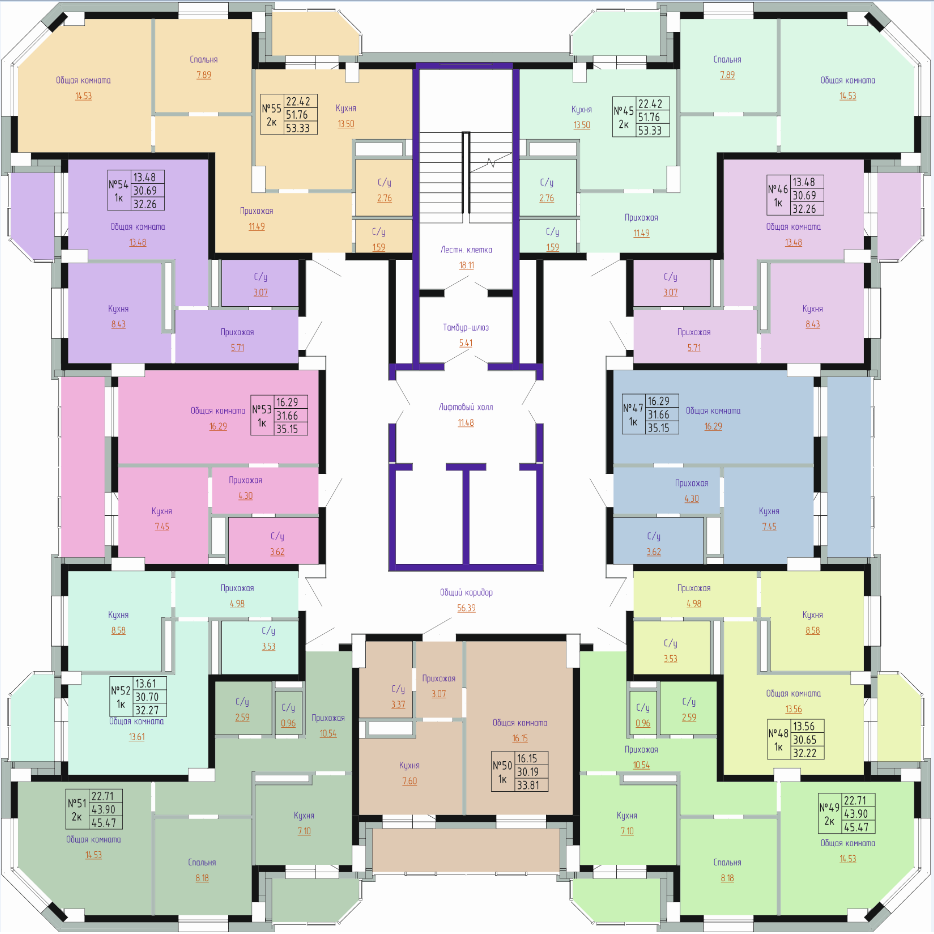 Общая комната
14.53
Спальня
7.89
№55
2к
22.42
51.76
53.33
Кухня
13.50
С/у
2.76
С/у
1.59
Прихожая
11.49
Кухня
13.50
№45
2к
22.42
51.76
53.33
Спальня
7.89
Общая комната
14.53
С/у
2.76
С/у
1.59
Прихожая
11.49
Лестн. клетка
18.11
Тамбур-шлюз
5.41
Лифтовый холл
11.48
Общий коридор
56.39
№54
1к
13.48
30.69
32.26
Общая комната
13.48
Кухня
8.43
С/у
3.07
Прихожая
5.71
№46
1к
13.48
30.69
32.26
Общая комната
13.48
С/у
3.07
Прихожая
5.71
Кухня
8.43
Общая комната
16.29
№53
1к
16.29
31.66
35.15
Кухня
7.45
Прихожая
4.30
С/у
3.62
№47
1к
16.29
31.66
35.15
Общая комната
16.29
Прихожая
4.30
С/у
3.62
Кухня
7.45
Кухня
8.58
Прихожая
4.98
С/у
3.53
№52
1к
13.61
30.70
32.27
Общая комната
13.61
Прихожая
4.98
С/у
3.53
Кухня
8.58
Общая комната
13.56
№48
1к
13.56
30.65
32.22
С/у
2.59
С/у
0.96
Прихожая
10.54
№51
2к
22.71
43.90
45.47
Общая комната
14.53
Спальня
8.18
Кухня
7.10
С/у
3.37
Прихожая
3.07
Общая комната
16.15
Кухня
7.60
№50
1к
16.15
30.19
33.81
С/у
0.96
С/у
2.59
Прихожая
10.54
Кухня
7.10
Спальня
8.18
№49
2к
22.71
43.90
45.47
Общая комната
14.53